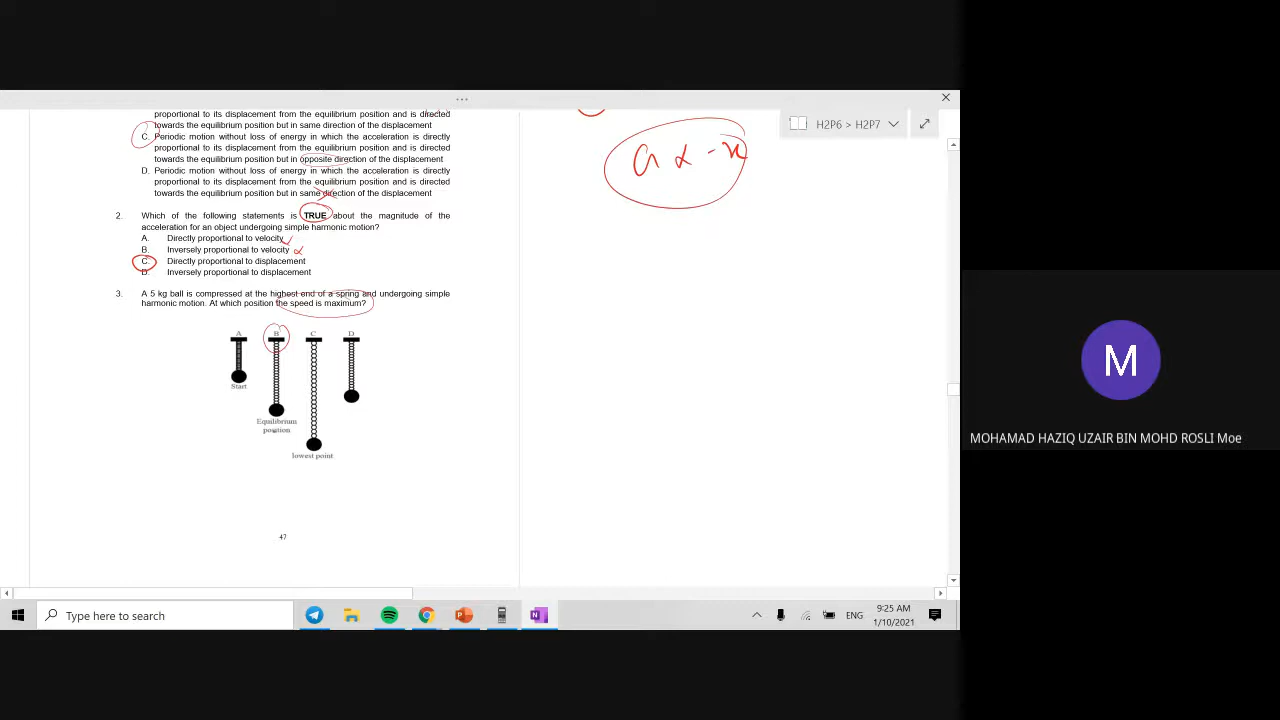 proportional to its displacement from the equilibrium position and is directed
towards the equilibrium position but in same direction of the displacement
C. Periodic motion without loss of energy in which the acceleration is directly
proportional to its displacement from the equilibrium position and is directed
towards the equilibrium position but in opposite direction of the displacement
D. Periodic motion without loss of energy in which the acceleration is directly
proportional to its displacement from the equilibrium position and is directed
towards the equilibrium position but in same direction of the displacement
2. Which of the following statements is TRUE about the magnitude of the
acceleration for an object undergoing simple harmonic motion?
A. Directly proportional to velocity
B. Inversely proportional to velocity
C. Directly proportional to displacement
D. Inversely proportional to displacement
3. A 5 kg ball is compressed at the highest end of a spring and undergoing simple
harmonic motion. At which position the speed is maximum?
A B C D
Start
Equilibrium
position
lowest point
47
a α -x
H2P6 > H2P7
M
MOHAMAD HAZIQ UZAIR BIN MOHD ROSLI Moe
Type here to search
ENG
9:25 AM
1/10/2021